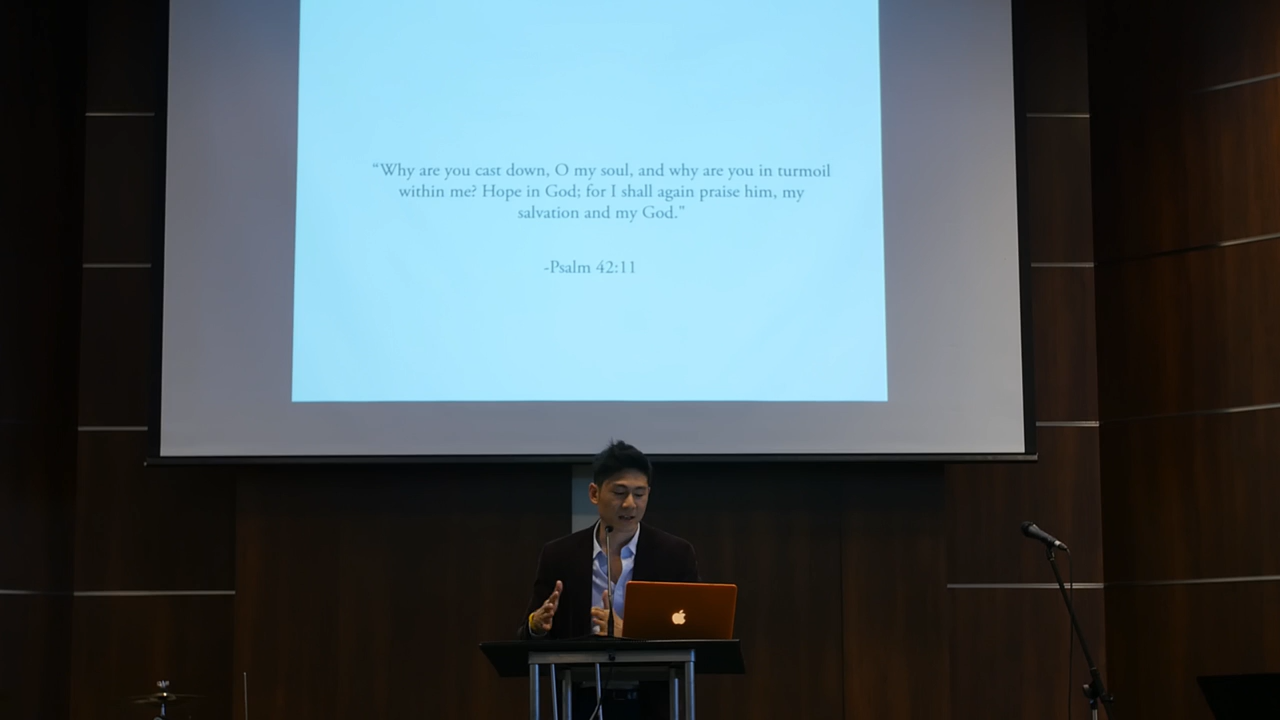 “Why are you cast down, O my soul, and why are you in turmoil
within me? Hope in God; for I shall again praise him, my
salvation and my God.”
-Psalm 42:11